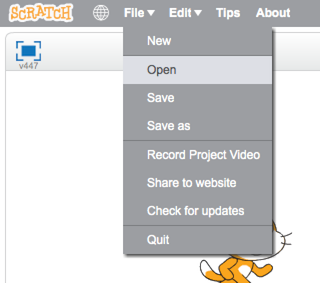 SCRATCH File Edit Tips About
v447
New
Open
Save
Save as
Record Project Video
Share to website
Check for updates
Quit